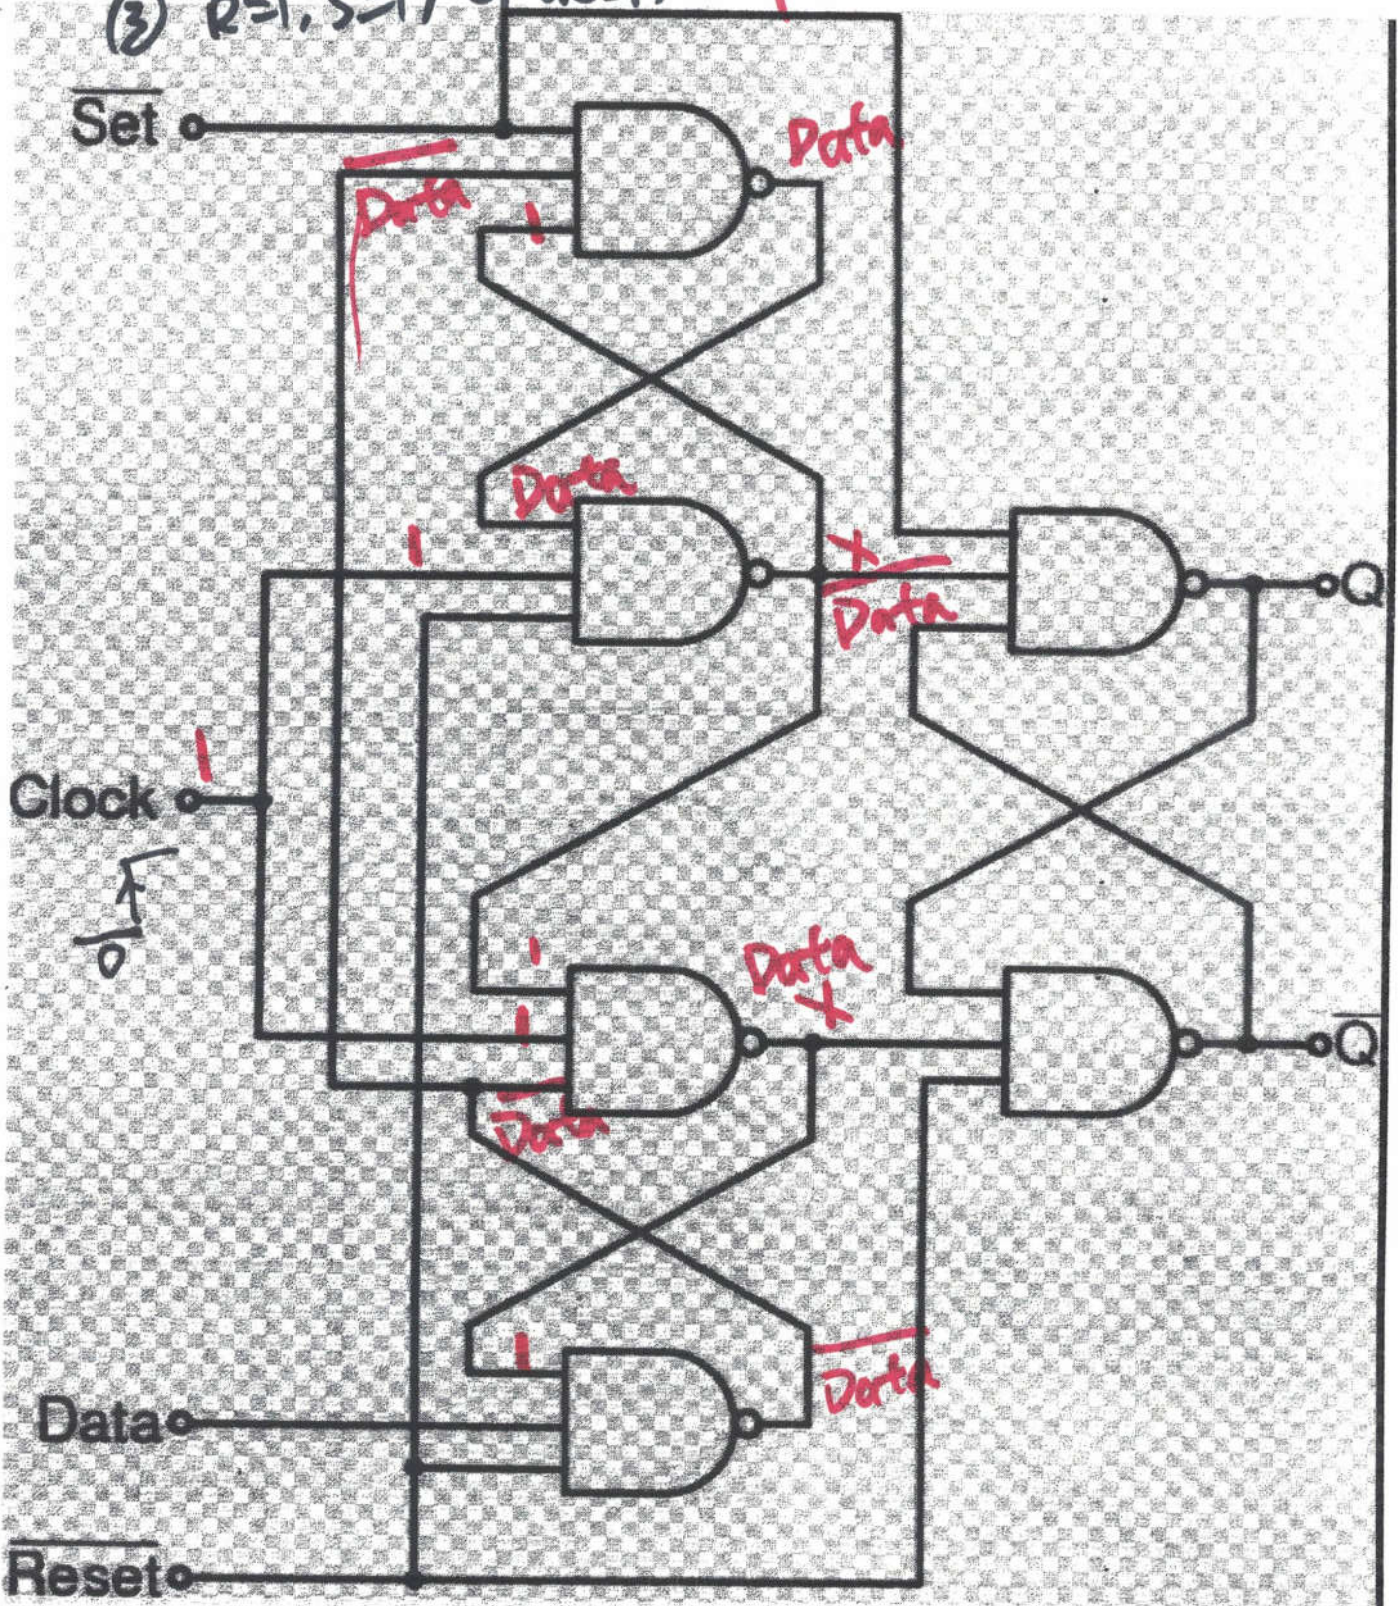 ③ R=1, S=1,
Set
Data
Data
1
Data
1
X
Data
Q
1
Clock
0
1
Data
X
1
Q
Data
1
Data
Data
Reset